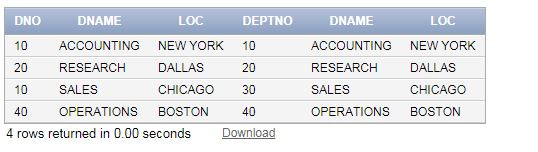 DNO DNAME LOC DEPTNO DNAME LOC
10 ACCOUNTING NEW YORK 10 ACCOUNTING NEW YORK
20 RESEARCH DALLAS 20 RESEARCH DALLAS
10 SALES CHICAGO 30 SALES CHICAGO
40 OPERATIONS BOSTON 40 OPERATIONS BOSTON
4 rows returned in 0.00 seconds Download